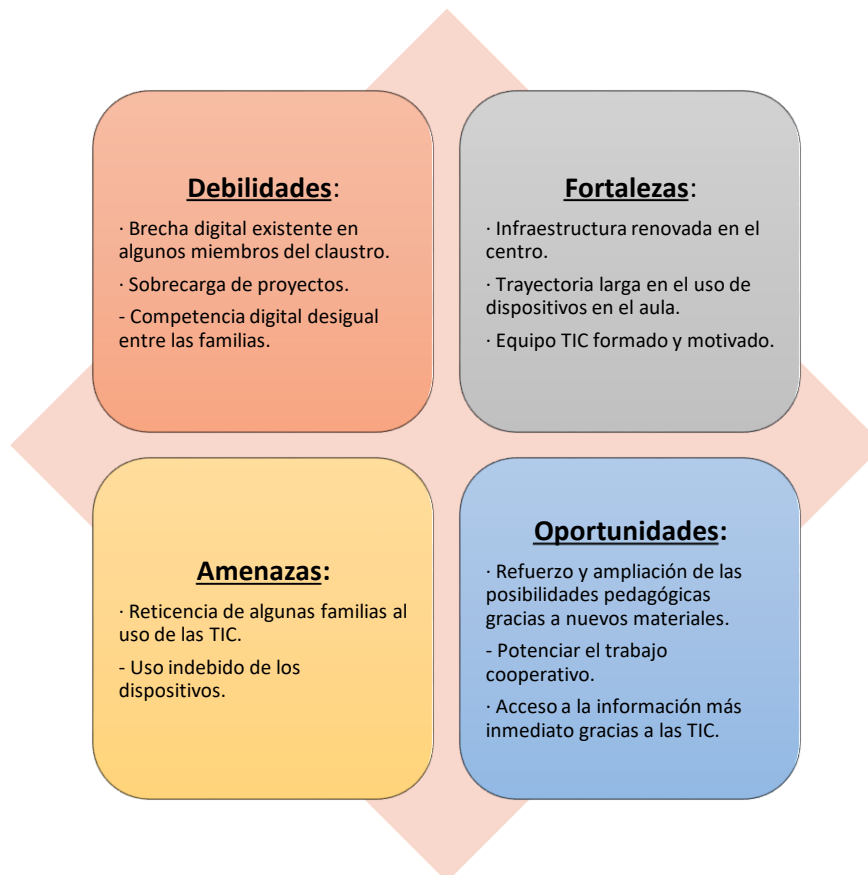 Debilidades:
· Brecha digital existente en
algunos miembros del claustro.
· Sobrecarga de proyectos.
- Competencia digital desigual
entre las familias.
Fortalezas:
· Infraestructura renovada en el
centro.
· Trayectoria larga en el uso de
dispositivos en el aula.
· Equipo TIC formado y motivado.
Amenazas:
· Reticencia de algunas familias al
uso de las TIC.
- Uso indebido de los
dispositivos.
Oportunidades:
· Refuerzo y ampliación de las
posibilidades pedagógicas
gracias a nuevos materiales.
- Potenciar el trabajo
cooperativo.
· Acceso a la información más
inmediato gracias a las TIC.